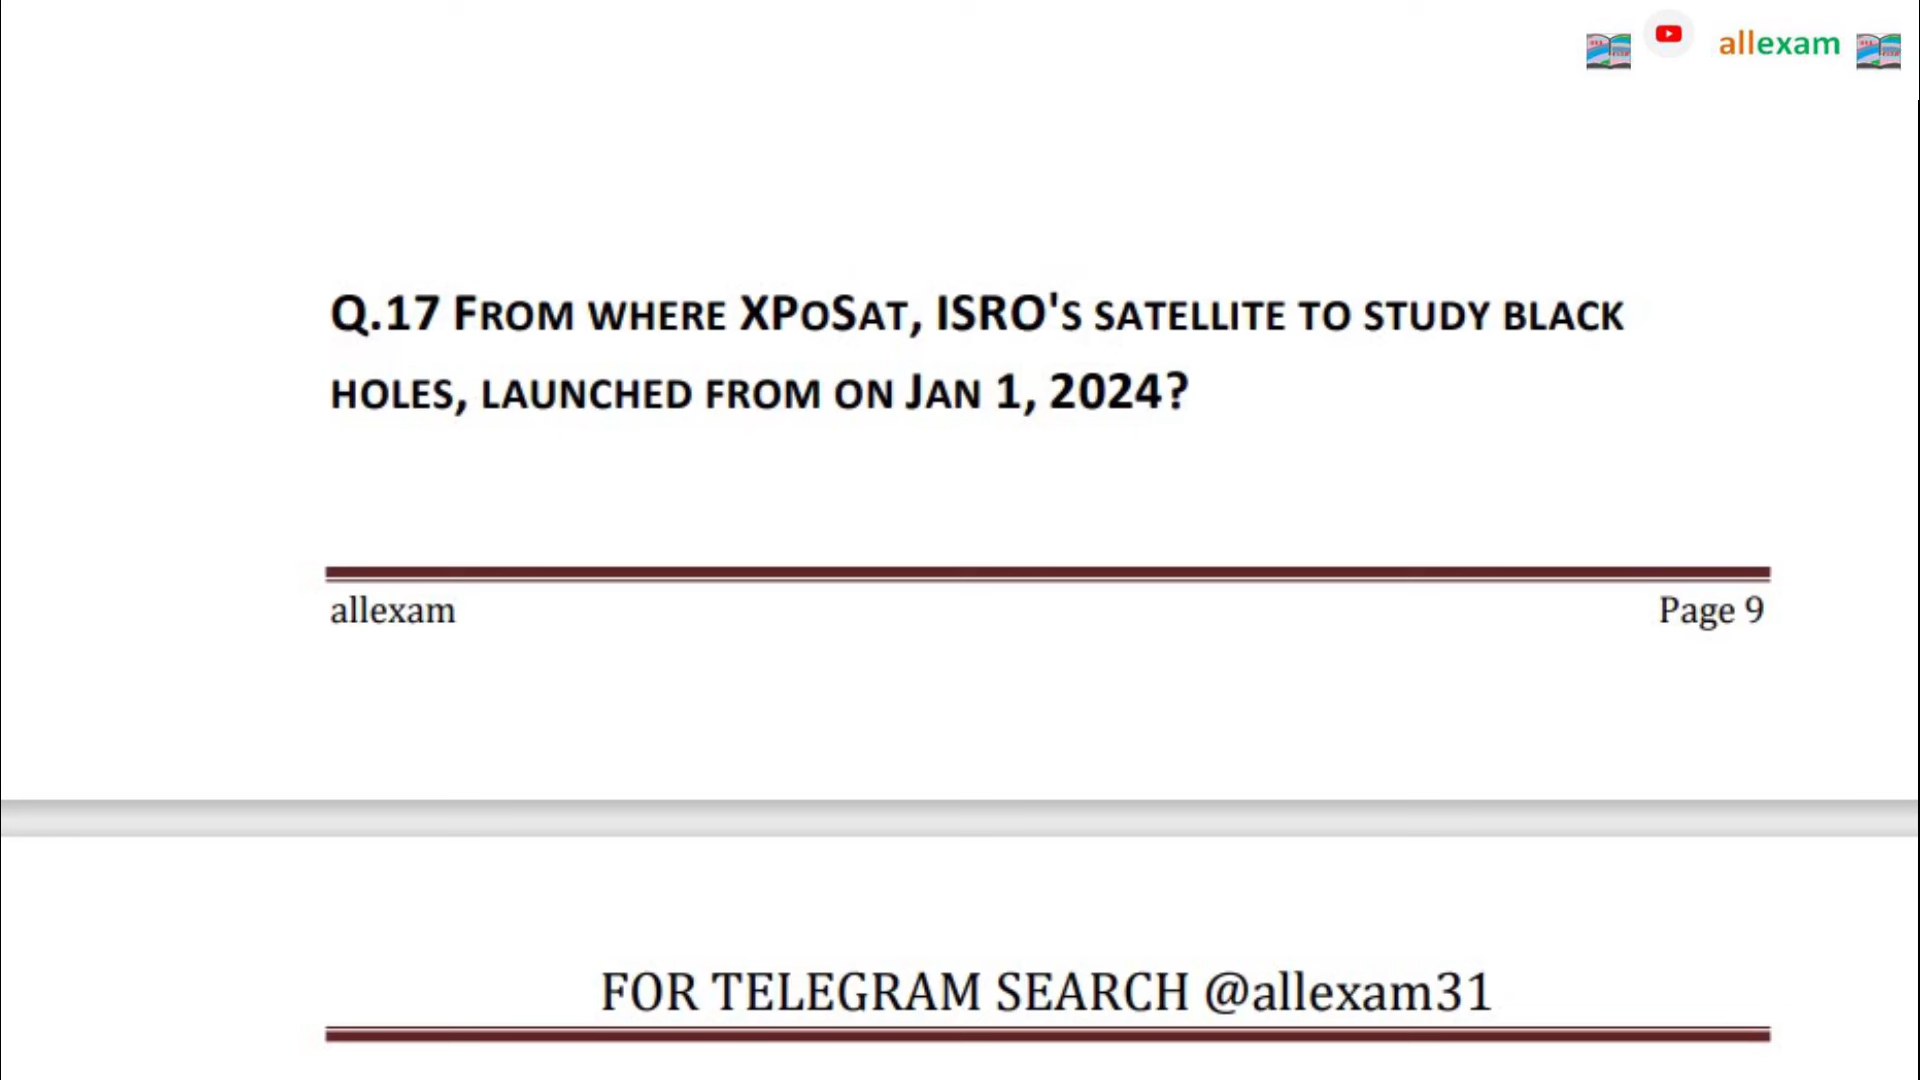 allexam
Q.17 FROM WHERE XPOSAT, ISRO'S SATELLITE TO STUDY BLACK
HOLES, LAUNCHED FROM ON JAN 1, 2024?
allexam
Page 9
FOR TELEGRAM SEARCH @allexam31